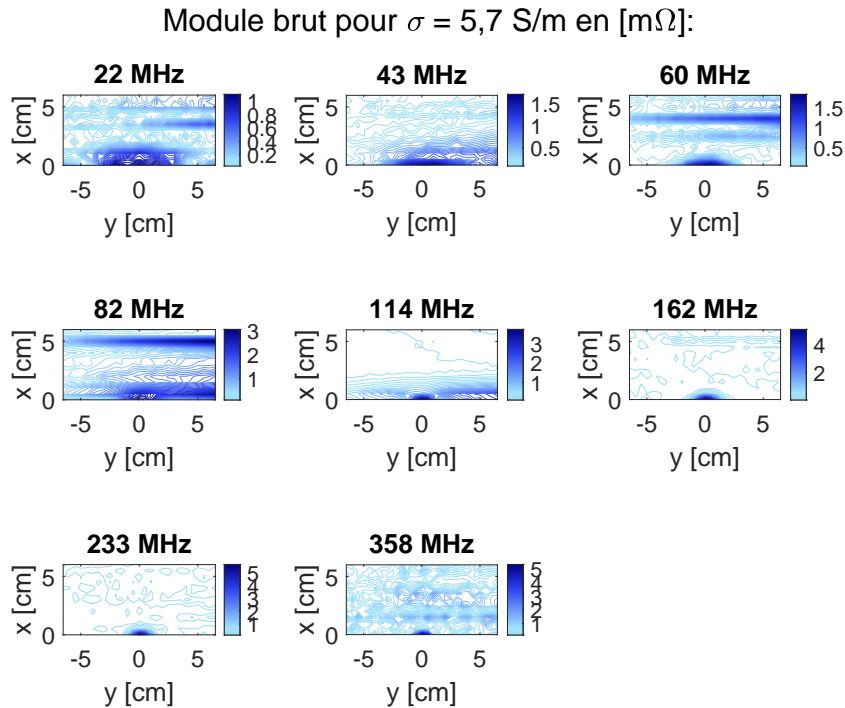 Module brut pour σ = 5,7 S/m en [mΩ]:
22 MHz
x [cm]
5
0
-5 0 5
y [cm]
1
0.8
0.6
0.4
0.2
43 MHz
x [cm]
5
0
-5 0 5
y [cm]
1.5
1
0.5
60 MHz
x [cm]
5
0
-5 0 5
y [cm]
1.5
1
0.5
82 MHz
x [cm]
5
0
-5 0 5
y [cm]
3
2
1
114 MHz
x [cm]
5
0
-5 0 5
y [cm]
3
2
1
162 MHz
x [cm]
5
0
-5 0 5
y [cm]
4
2
233 MHz
x [cm]
5
0
-5 0 5
y [cm]
5
4
3
2
1
358 MHz
x [cm]
5
0
-5 0 5
y [cm]
5
4
3
2
1